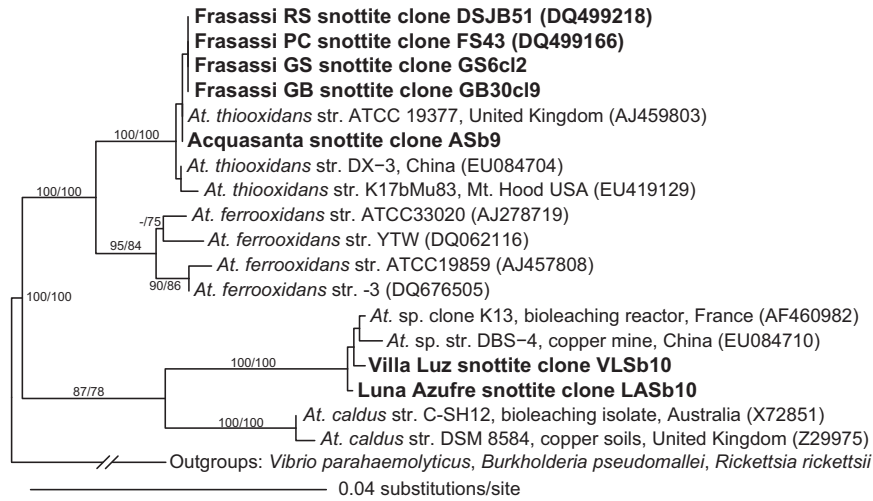 Frasassi RS snottite clone DSJB51 (DQ499218)
Frasassi PC snottite clone FS43 (DQ499166)
Frasassi GS snottite clone GS6cl2
Frasassi GB snottite clone GB30cl9
At. thiooxidans str. ATCC 19377, United Kingdom (AJ459803)
100/100
Acquasanta snottite clone ASb9
At. thiooxidans str. DX−3, China (EU084704)
100/100
At. thiooxidans str. K17bMu83, Mt. Hood USA (EU419129)
At. ferrooxidans str. ATCC33020 (AJ278719)
-/75
At. ferrooxidans str. YTW (DQ062116)
95/84
At. ferrooxidans str. ATCC19859 (AJ457808)
90/86
At. ferrooxidans str. -3 (DQ676505)
100/100
At. sp. clone K13, bioleaching reactor, France (AF460982)
At. sp. str. DBS−4, copper mine, China (EU084710)
100/100
Villa Luz snottite clone VLSb10
87/78
Luna Azufre snottite clone LASb10
At. caldus str. C-SH12, bioleaching isolate, Australia (X72851)
100/100
At. caldus str. DSM 8584, copper soils, United Kingdom (Z29975)
Outgroups: Vibrio parahaemolyticus, Burkholderia pseudomallei, Rickettsia rickettsii
0.04 substitutions/site